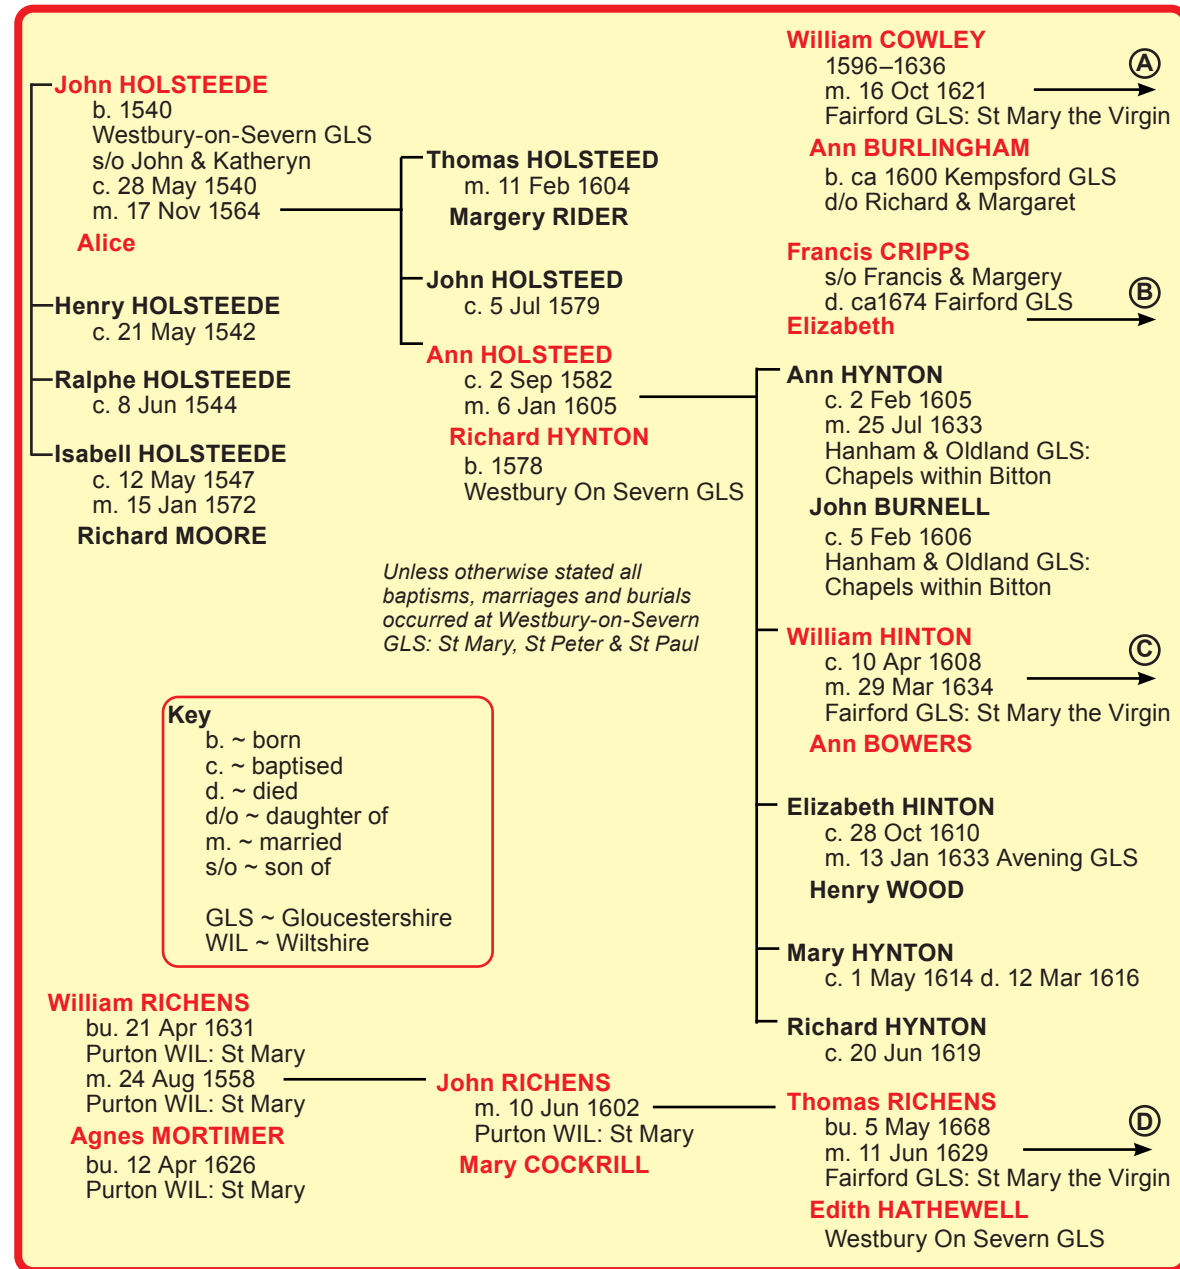 John HOLSTEEDE
b. 1540
Westbury-on-Severn GLS
s/o John & Katheryn
c. 28 May 1540
m. 17 Nov 1564
Alice
Henry HOLSTEEDE
c. 21 May 1542
Ralphe HOLSTEEDE
c. 8 Jun 1544
Isabell HOLSTEEDE
c. 12 May 1547
m. 15 Jan 1572
Richard MOORE
Thomas HOLSTEED
m. 11 Feb 1604
Margery RIDER
John HOLSTEED
c. 5 Jul 1579
Ann HOLSTEED
c. 2 Sep 1582
m. 6 Jan 1605
Richard HYNTON
b. 1578
Westbury On Severn GLS
William COWLEY
1596–1636
m. 16 Oct 1621
Fairford GLS: St Mary the Virgin
A
Ann BURLINGHAM
b. ca 1600 Kempsford GLS
d/o Richard & Margaret
Francis CRIPPS
s/o Francis & Margery
d. ca1674 Fairford GLS
B
Elizabeth
Ann HYNTON
c. 2 Feb 1605
m. 25 Jul 1633
Hanham & Oldland GLS:
Chapels within Bitton
John BURNELL
c. 5 Feb 1606
Hanham & Oldland GLS:
Chapels within Bitton
William HINTON
c. 10 Apr 1608
m. 29 Mar 1634
Fairford GLS: St Mary the Virgin
C
Ann BOWERS
Elizabeth HINTON
c. 28 Oct 1610
m. 13 Jan 1633 Avening GLS
Henry WOOD
Mary HYNTON
c. 1 May 1614 d. 12 Mar 1616
Richard HYNTON
c. 20 Jun 1619
Unless otherwise stated all
baptisms, marriages and burials
occurred at Westbury-on-Severn
GLS: St Mary, St Peter & St Paul
Key
b. ~ born
c. ~ baptised
d. ~ died
d/o ~ daughter of
m. ~ married
s/o ~ son of
GLS ~ Gloucestershire
WIL ~ Wiltshire
William RICHENS
bu. 21 Apr 1631
Purton WIL: St Mary
m. 24 Aug 1558
Purton WIL: St Mary
Agnes MORTIMER
bu. 12 Apr 1626
Purton WIL: St Mary
John RICHENS
m. 10 Jun 1602
Purton WIL: St Mary
Mary COCKRILL
Thomas RICHENS
bu. 5 May 1668
m. 11 Jun 1629
Fairford GLS: St Mary the Virgin
D
Edith HATHEWELL
Westbury On Severn GLS